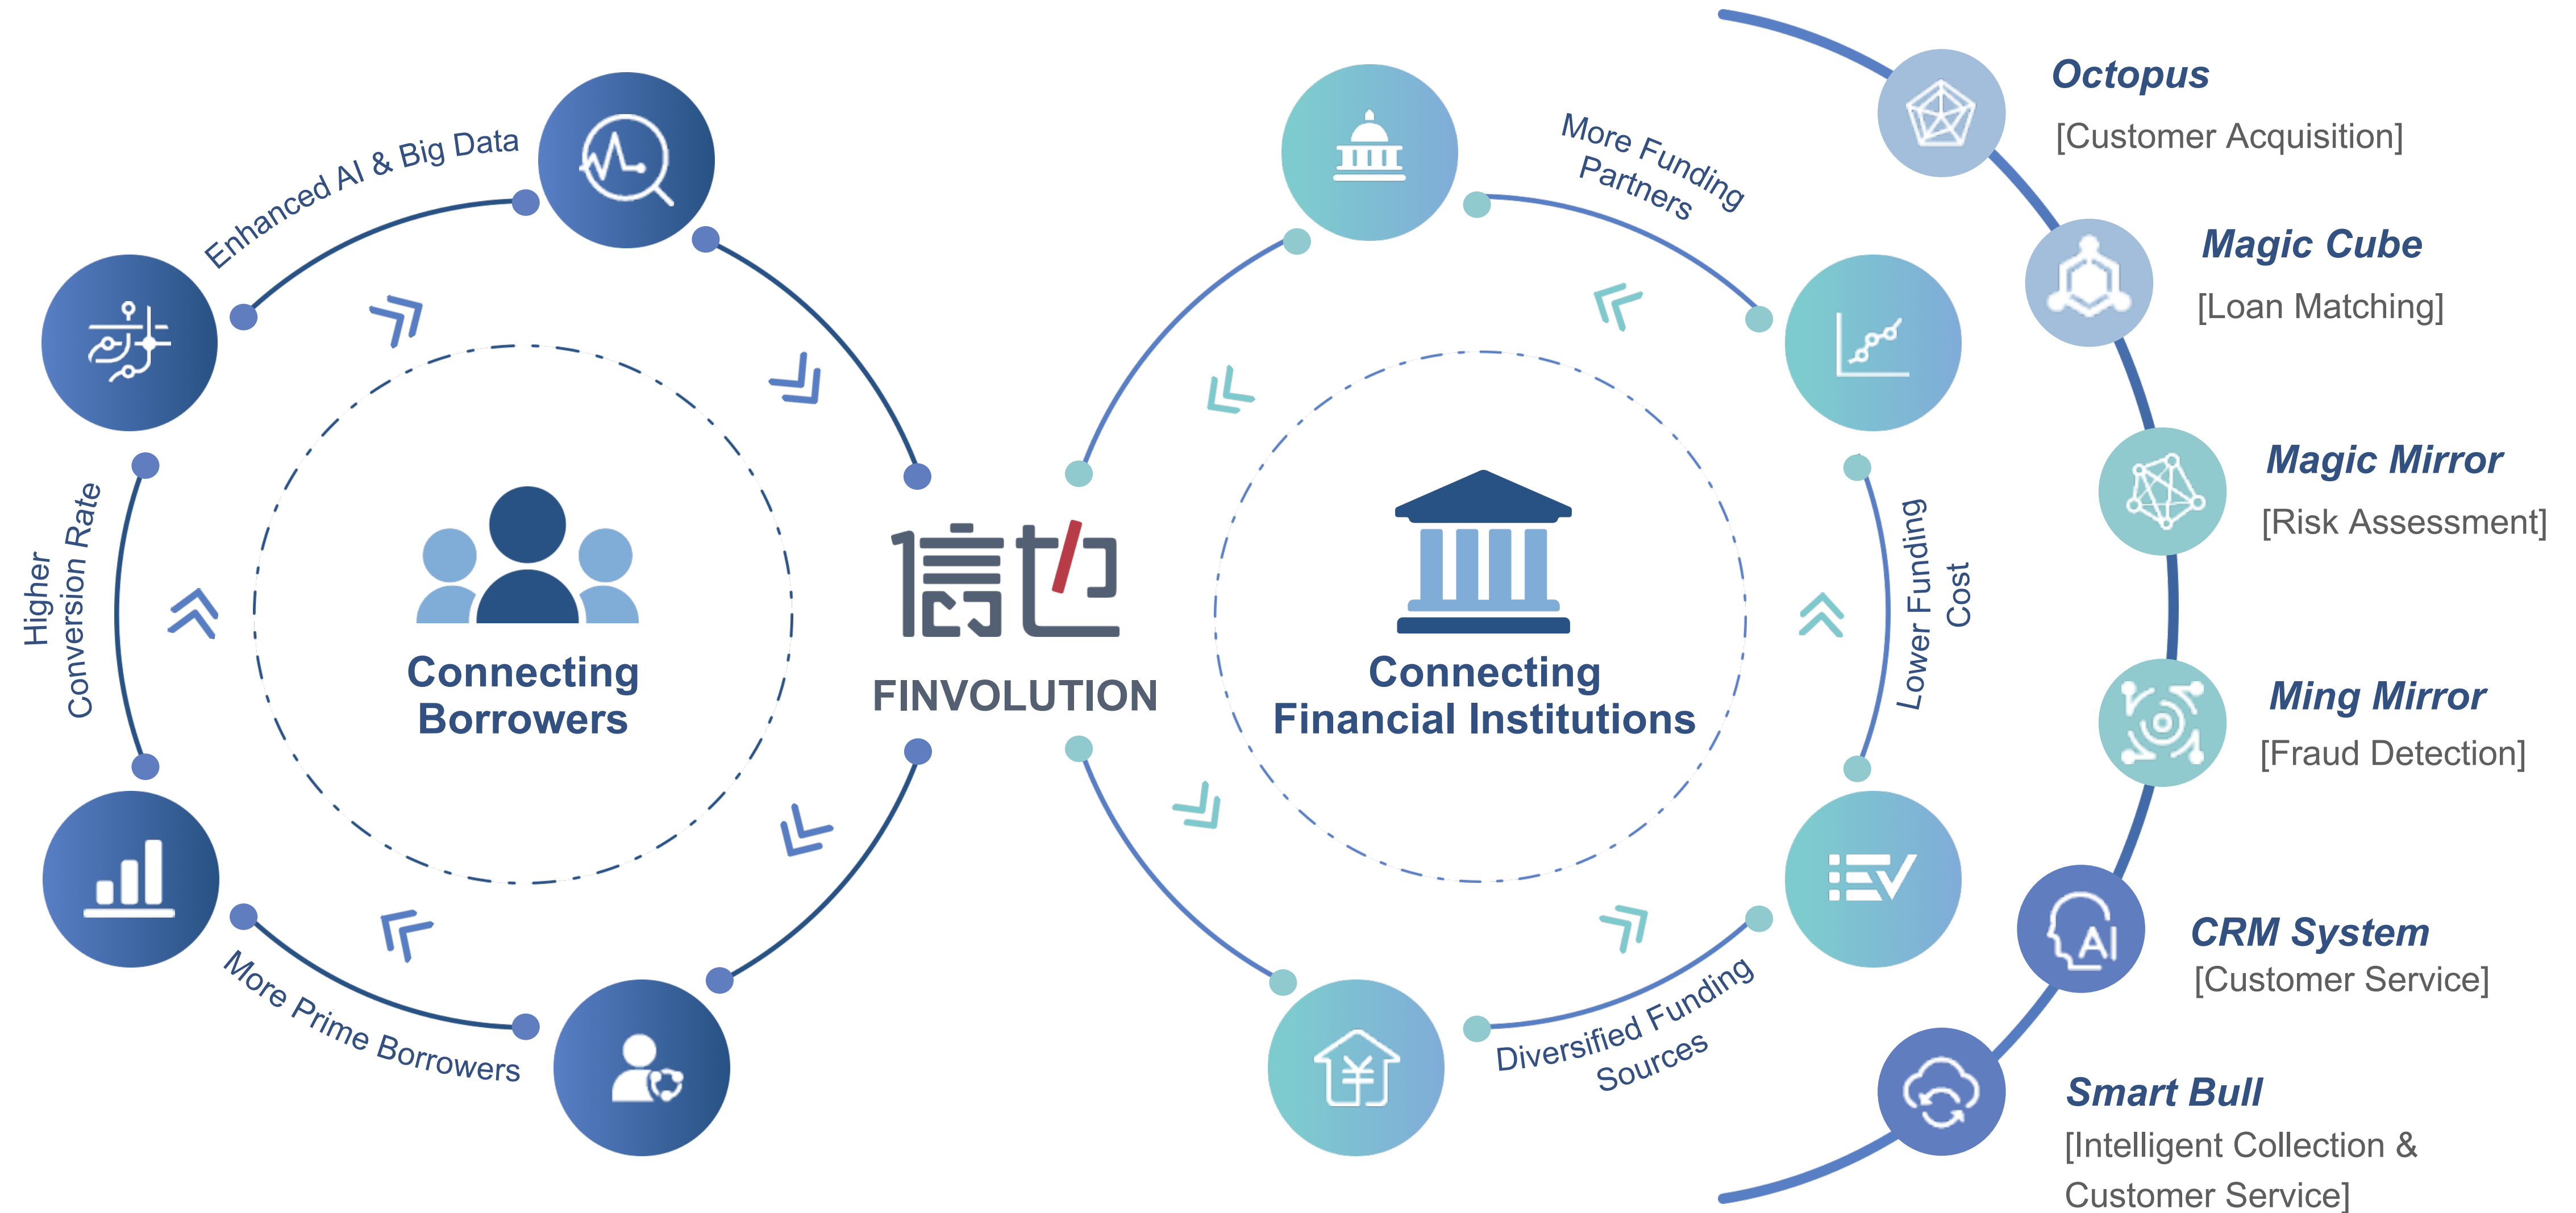 Enhanced AI & Big Data
Higher
Conversion Rate
More Prime Borrowers
Connecting
Borrowers
信也
FINVOLUTION
Connecting
Financial Institutions
More Funding
Partners
Lower Funding
Cost
Diversified Funding
Sources
¥
Octopus
[Customer Acquisition]
Magic Cube
[Loan Matching]
Magic Mirror
[Risk Assessment]
Ming Mirror
[Fraud Detection]
AI
CRM System
[Customer Service]
Smart Bull
[Intelligent Collection &
Customer Service]